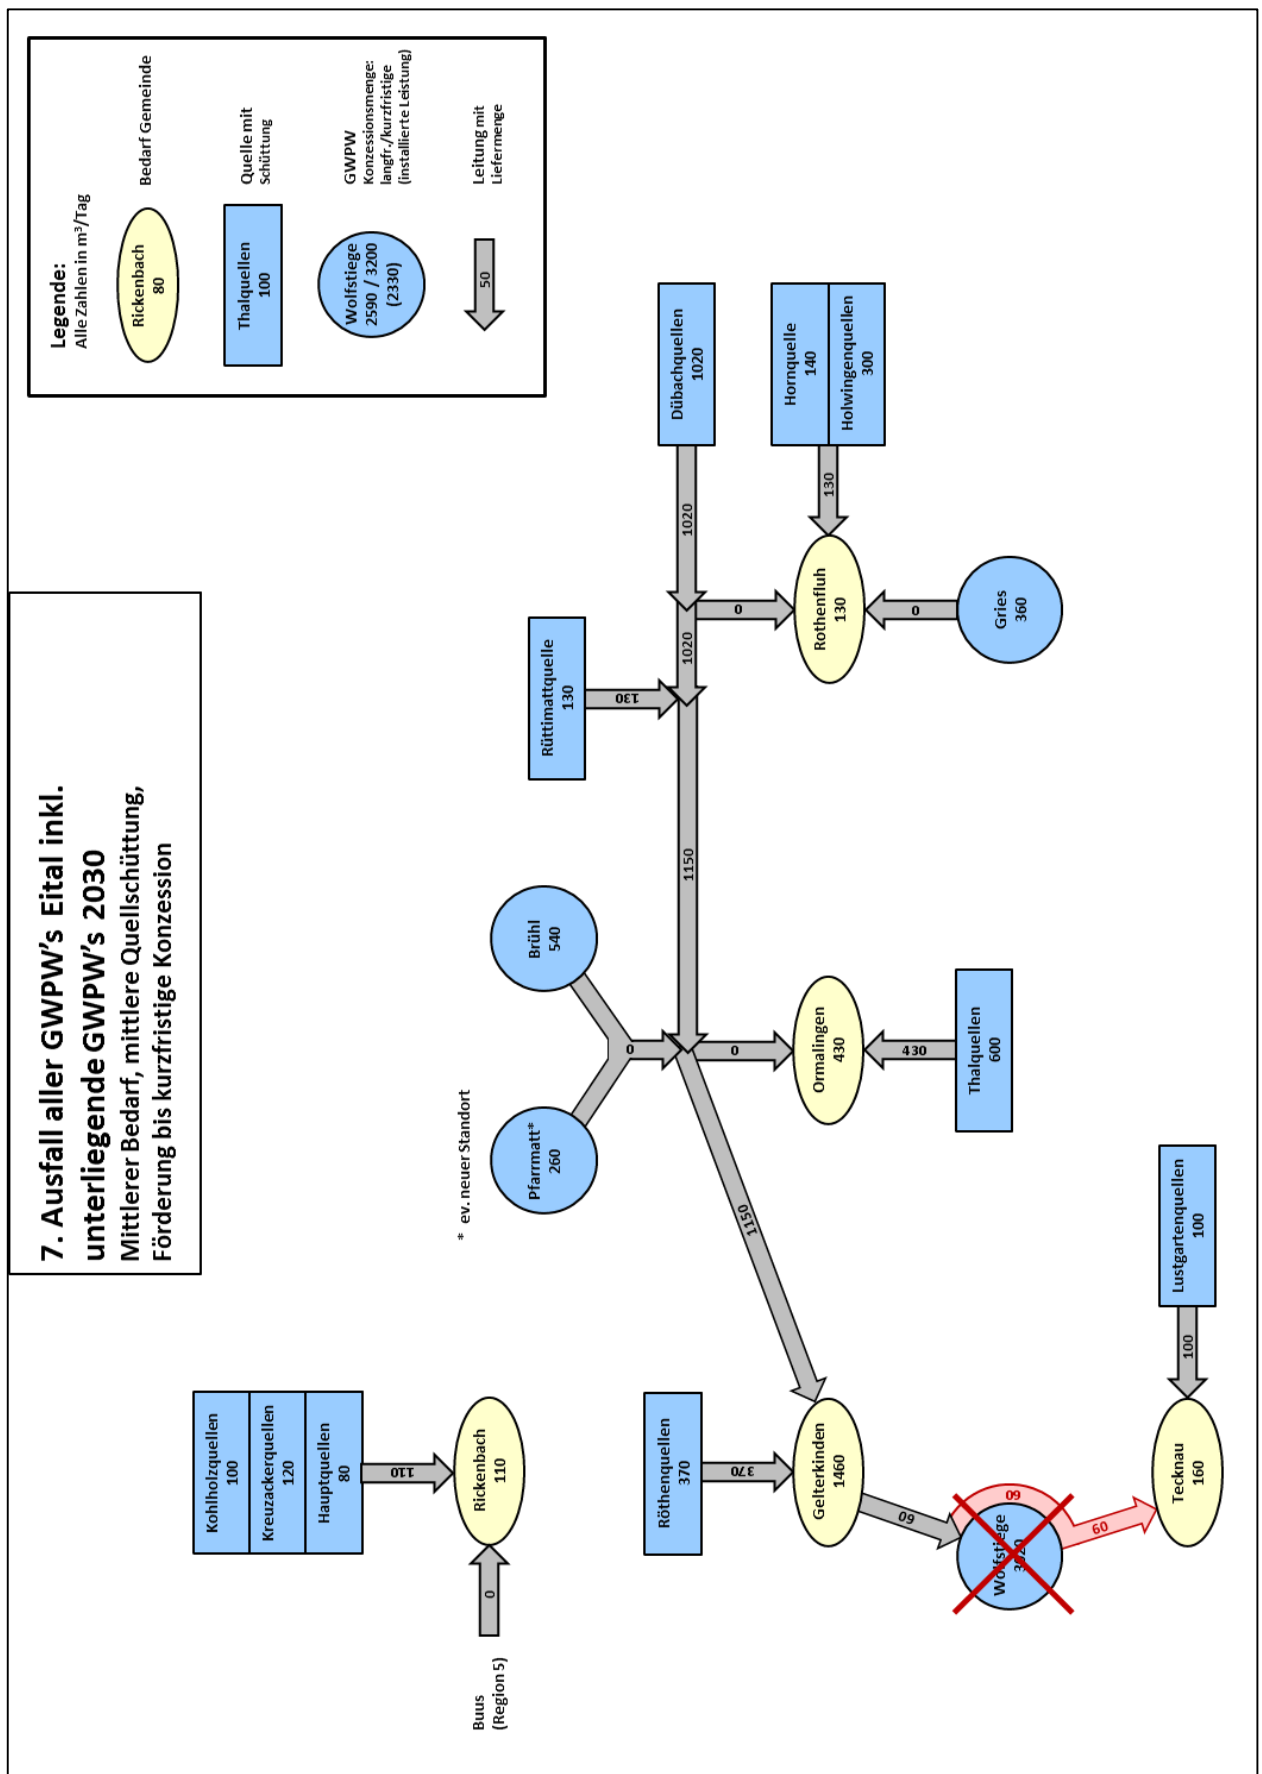 7. Ausfall aller GWPW's Eital inkl.
unterliegende GWPW's 2030
Mittlerer Bedarf, mittlere Quellschüttung,
Förderung bis kurzfristige Konzession
Legende:
Alle Zahlen in m³/Tag
Rickenbach
80
Bedarf Gemeinde
Thalquellen
100
Quelle mit
Schüttung
Wolfstiege
2590 / 3200
(2330)
GWPW
Konzessionsmenge:
langfr./kurzfristige
(installierte Leistung)
50
Leitung mit
Liefermenge
Kohlholzquellen
100
Kreuzackerquellen
120
Hauptquellen
80
110
Buus
(Region 5)
0
Rickenbach
110
* ev. neuer Standort
Pfarrmatt*
260
Brühl
540
0
Rüttimattquelle
130
130
Röthenquellen
370
370
1150
1150
1020
1020
Dübachquellen
1020
0
0
Gelterkinden
1460
Ormalingen
430
Rothenfluh
130
130
Hornquelle
140
Holwingenquellen
300
60
430
0
Wolfstiege
60
Thalquellen
600
Gries
360
60
Tecknau
160
100
Lustgartenquellen
100